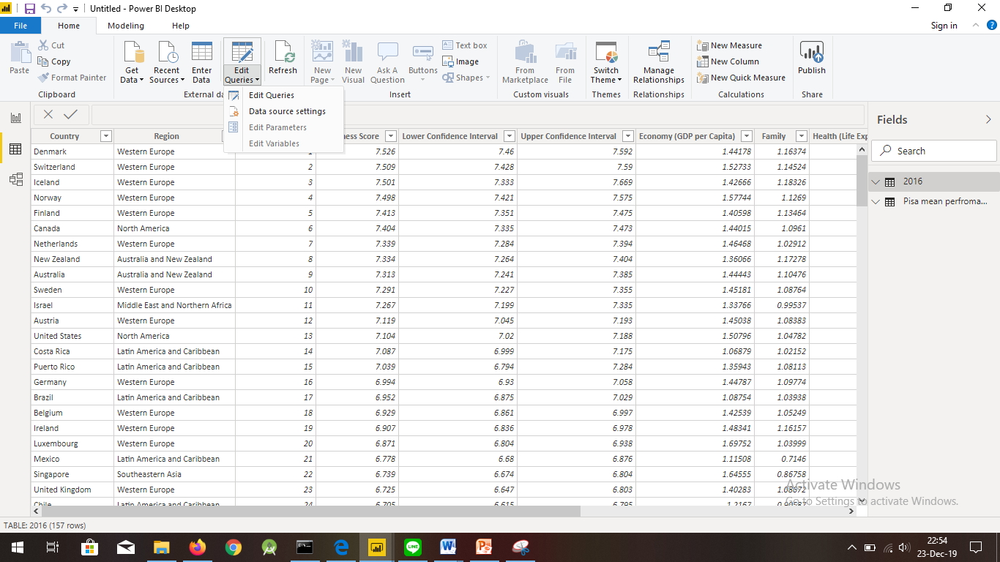 Untitled - Power BI Desktop
File Home Modeling Help Sign in
Paste
Cut
Copy
Format Painter
Clipboard
Get Data
Recent Sources
Enter Data
Edit Queries
Refresh
External da
New Page
New Visual
Ask A Question
Buttons
Text box
Image
Shapes
Insert
From Marketplace
From File
Custom visuals
Switch Theme
Themes
Manage Relationships
Relationships
New Measure
New Column
New Quick Measure
Calculations
Publish
Share
Edit Queries
Data source settings
Edit Parameters
Edit Variables
Country Region ness Score Lower Confidence Interval Upper Confidence Interval Economy (GDP per Capita) Family Health (Life Exp
Denmark Western Europe 7.526 7.46 7.592 1.44178 1.16374
Switzerland Western Europe 2 7.509 7.428 7.59 1.52733 1.14524
Iceland Western Europe 3 7.501 7.333 7.669 1.42666 1.18326
Norway Western Europe 4 7.498 7.421 7.575 1.57744 1.1269
Finland Western Europe 5 7.413 7.351 7.475 1.40598 1.13464
Canada North America 6 7.404 7.335 7.473 1.44015 1.0961
Netherlands Western Europe 7 7.339 7.284 7.394 1.46468 1.02912
New Zealand Australia and New Zealand 8 7.334 7.264 7.404 1.36066 1.17278
Australia Australia and New Zealand 9 7.313 7.241 7.385 1.44443 1.10476
Sweden Western Europe 10 7.291 7.227 7.355 1.45181 1.08764
Israel Middle East and Northern Africa 11 7.267 7.199 7.335 1.33766 0.99537
Austria Western Europe 12 7.119 7.045 7.193 1.45038 1.08383
United States North America 13 7.104 7.02 7.188 1.50796 1.04782
Costa Rica Latin America and Caribbean 14 7.087 6.999 7.175 1.06879 1.02152
Puerto Rico Latin America and Caribbean 15 7.039 6.794 7.284 1.35943 1.08113
Germany Western Europe 16 6.994 6.93 7.058 1.44787 1.09774
Brazil Latin America and Caribbean 17 6.952 6.875 7.029 1.08754 1.03938
Belgium Western Europe 18 6.929 6.861 6.997 1.42539 1.05249
Ireland Western Europe 19 6.907 6.836 6.978 1.48341 1.16157
Luxembourg Western Europe 20 6.871 6.804 6.938 1.69752 1.03999
Mexico Latin America and Caribbean 21 6.778 6.68 6.876 1.11508 0.7146
Singapore Southeastern Asia 22 6.739 6.674 6.804 1.64555 0.86758
United Kingdom Western Europe 23 6.725 6.647 6.803 1.40283 1.08672
Chile Latin America and Caribbean 24 6.705 6.615 6.795 1.2167 0.90587
Fields
Search
2016
Pisa mean perfroma...
Activate Windows
Go to Settings to activate Windows.
TABLE: 2016 (157 rows)
LINE
22:54
23-Dec-19